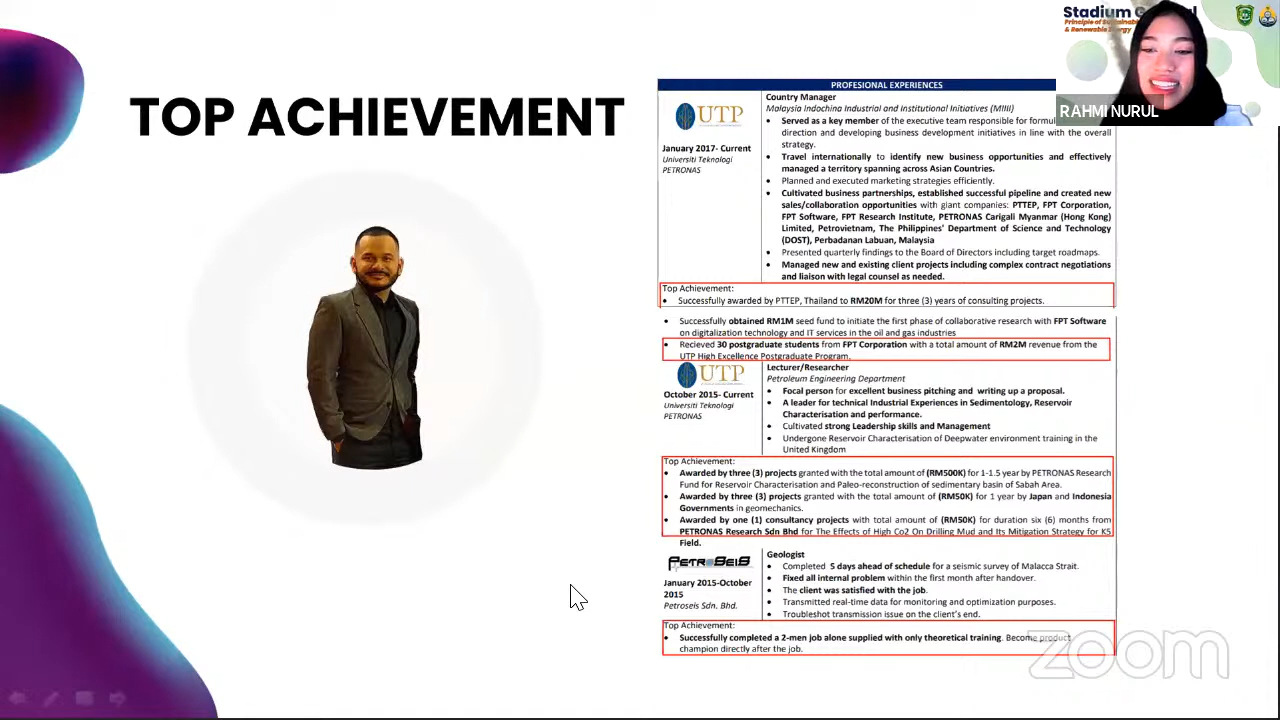 Stadium G
Principle of Sustainab
& Renewable Energy
RAHMI NURUL
TOP ACHIEVEMENT
PROFESIONAL EXPERIENCES
UTP
January 2017- Current
Universiti Teknologi
PETRONAS
Country Manager
Malaysia Indochina Industrial and Institutional Initiatives (MIIII)
• Served as a key member of the executive team responsible for formul
direction and developing business development initiatives in line with the overall
strategy.
• Travel internationally to identify new business opportunities and effectively
managed a territory spanning across Asian Countries.
• Planned and executed marketing strategies efficiently.
• Cultivated business partnerships, established successful pipeline and created new
sales/collaboration opportunities with giant companies: PTTEP, FPT Corporation,
FPT Software, FPT Research Institute, PETRONAS Carigali Myanmar (Hong Kong)
Limited, Petrovietnam, The Philippines' Department of Science and Technology
(DOST), Perbadanan Labuan, Malaysia
• Presented quarterly findings to the Board of Directors including target roadmaps.
• Managed new and existing client projects including complex contract negotiations
and liaison with legal counsel as needed.
Top Achievement:
• Successfully awarded by PTTEP, Thailand to RM20M for three (3) years of consulting projects.
• Successfully obtained RM1M seed fund to initiate the first phase of collaborative research with FPT Software
on digitalization technology and IT services in the oil and gas industries
• Recieved 30 postgraduate students from FPT Corporation with a total amount of RM2M revenue from the
UTP High Excellence Postgraduate Program.
UTP
October 2015- Current
Universiti Teknologi
PETRONAS
Lecturer/Researcher
Petroleum Engineering Department
• Focal person for excellent business pitching and writing up a proposal.
• A leader for technical Industrial Experiences in Sedimentology, Reservoir
Characterisation and performance.
• Cultivated strong Leadership skills and Management
• Undergone Reservoir Characterisation of Deepwater environment training in the
United Kingdom
Top Achievement:
• Awarded by three (3) projects granted with the total amount of (RM500K) for 1-1.5 year by PETRONAS Research
Fund for Reservoir Characterisation and Paleo-reconstruction of sedimentary basin of Sabah Area.
• Awarded by three (3) projects granted with the total amount of (RM50K) for 1 year by Japan and Indonesia
Governments in geomechanics.
• Awarded by one (1) consultancy projects with total amount of (RM50K) for duration six (6) months from
PETRONAS Research Sdn Bhd for The Effects of High Co2 On Drilling Mud and Its Mitigation Strategy for K5
Field.
PETROSEIS
January 2015-October
2015
Petroseis Sdn. Bhd.
Geologist
• Completed 5 days ahead of schedule for a seismic survey of Malacca Strait.
• Fixed all internal problem within the first month after handover.
• The client was satisfied with the job.
• Transmitted real-time data for monitoring and optimization purposes.
• Troubleshot transmission issue on the client's end.
Top Achievement:
• Successfully completed a 2-men job alone supplied with only theoretical training. Become product
champion directly after the job.
zoom